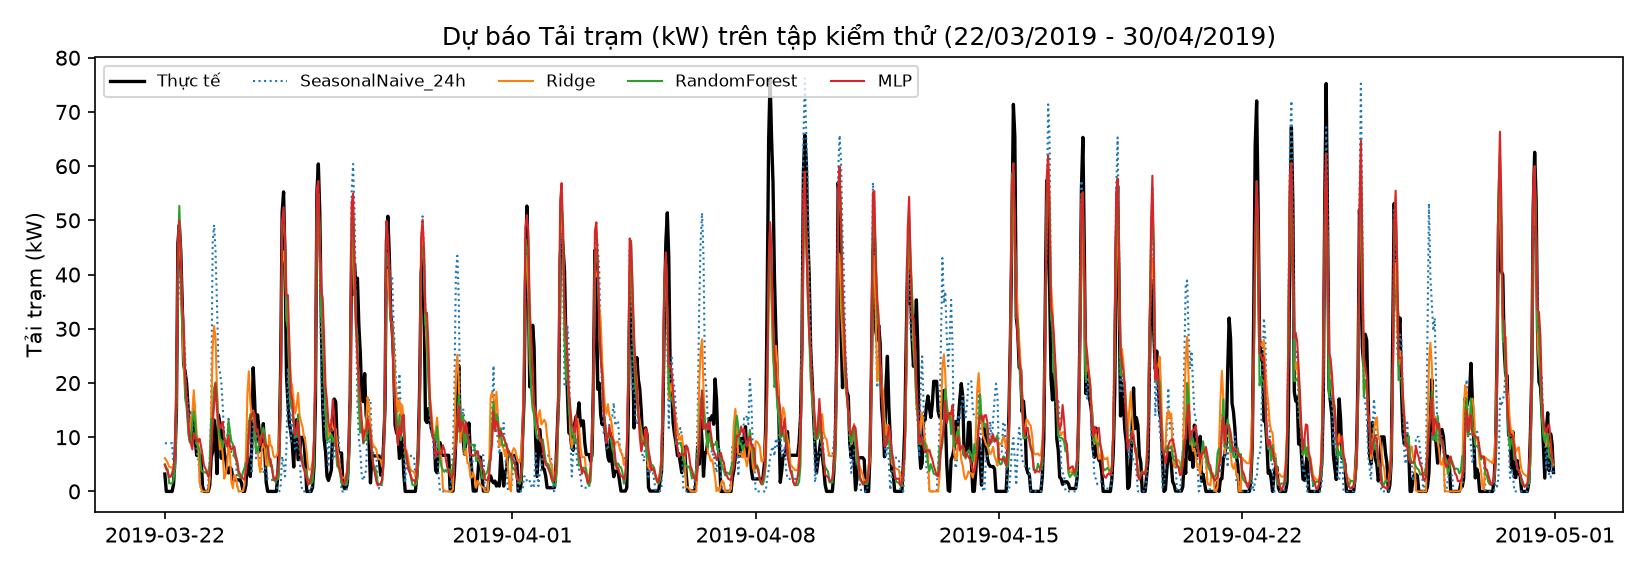 Dự báo Tải trạm (kW) trên tập kiểm thử (22/03/2019 - 30/04/2019)
Thực tế SeasonalNaive_24h Ridge RandomForest MLP
Tải trạm (kW)
80
70
60
50
40
30
20
10
0
2019-03-22 2019-04-01 2019-04-08 2019-04-15 2019-04-22 2019-05-01